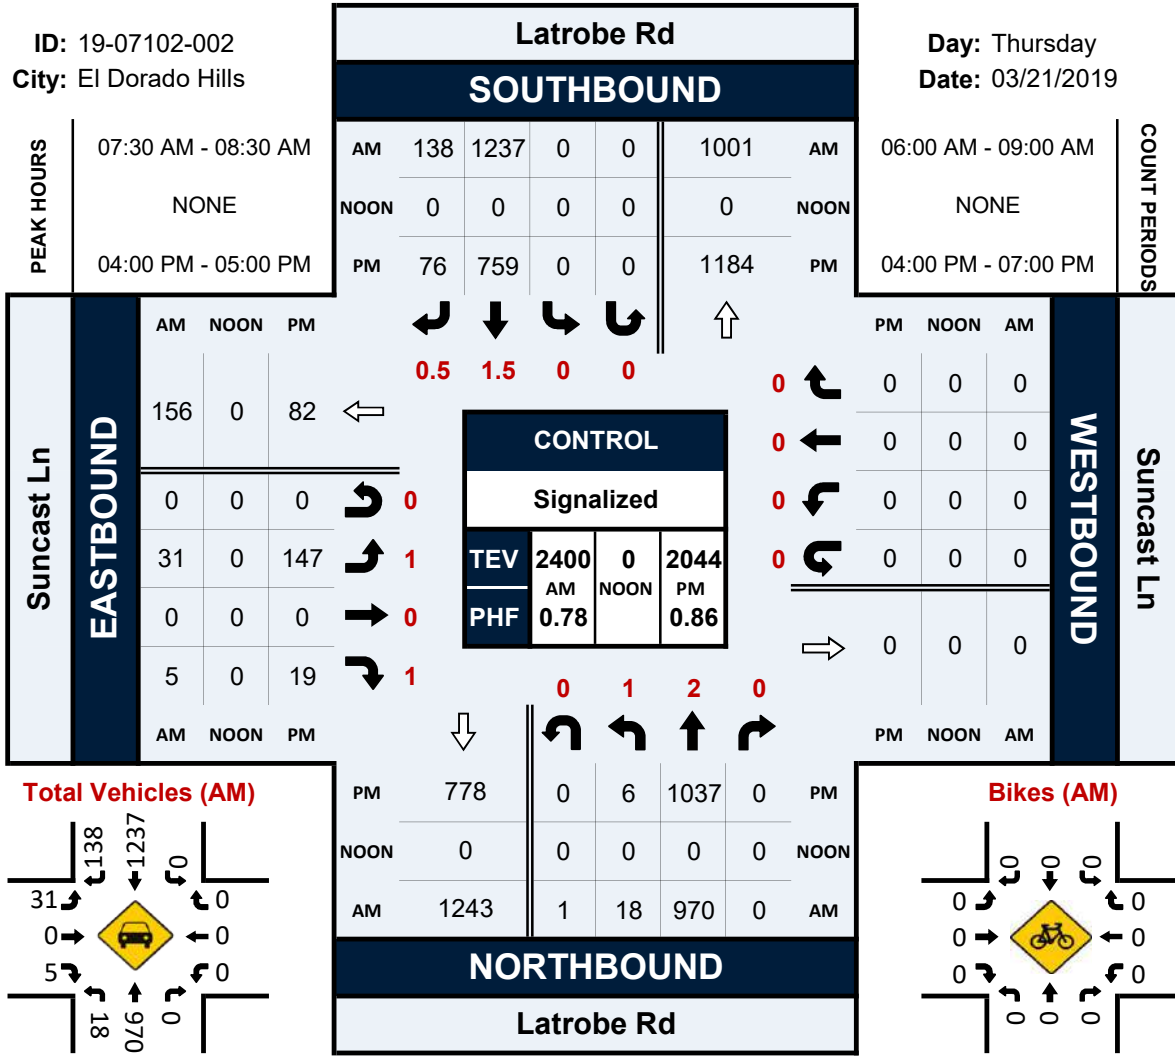 ID: 19-07102-002
City: El Dorado Hills
Latrobe Rd
SOUTHBOUND
Day: Thursday
Date: 03/21/2019
PEAK HOURS
07:30 AM - 08:30 AM
NONE
04:00 PM - 05:00 PM
AM 138 1237 0 0 1001 AM
NOON 0 0 0 0 0 NOON
PM 76 759 0 0 1184 PM
0.5 1.5 0 0
06:00 AM - 09:00 AM
NONE
04:00 PM - 07:00 PM
COUNT PERIODS
Suncast Ln
EASTBOUND
AM NOON PM
156 0 82
0 0 0 0
31 0 147 1
0 0 0 0
5 0 19 1
AM NOON PM
CONTROL
Signalized
TEV 2400 0 2044
AM NOON PM
PHF 0.78 0.86
PM NOON AM
0 0 0 0
0 0 0 0
0 0 0 0
0 0 0 0
0 0 0
PM NOON AM
WESTBOUND
Suncast Ln
0 1 2 0
PM 778 0 6 1037 0 PM
NOON 0 0 0 0 0 NOON
AM 1243 1 18 970 0 AM
NORTHBOUND
Latrobe Rd
Total Vehicles (AM)
138 1237 0
31 0
0 0
5 0
18 970 0
Bikes (AM)
0 0 0
0 0
0 0
0 0
0 0 0